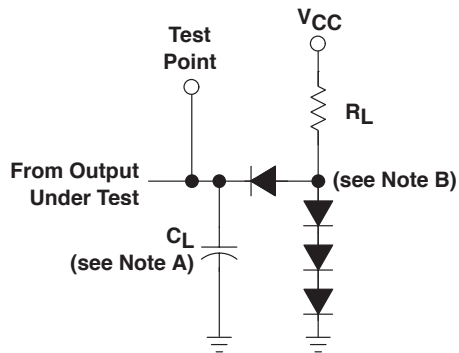 Test
Point
VCC
RL
From Output
Under Test
(see Note B)
CL
(see Note A)